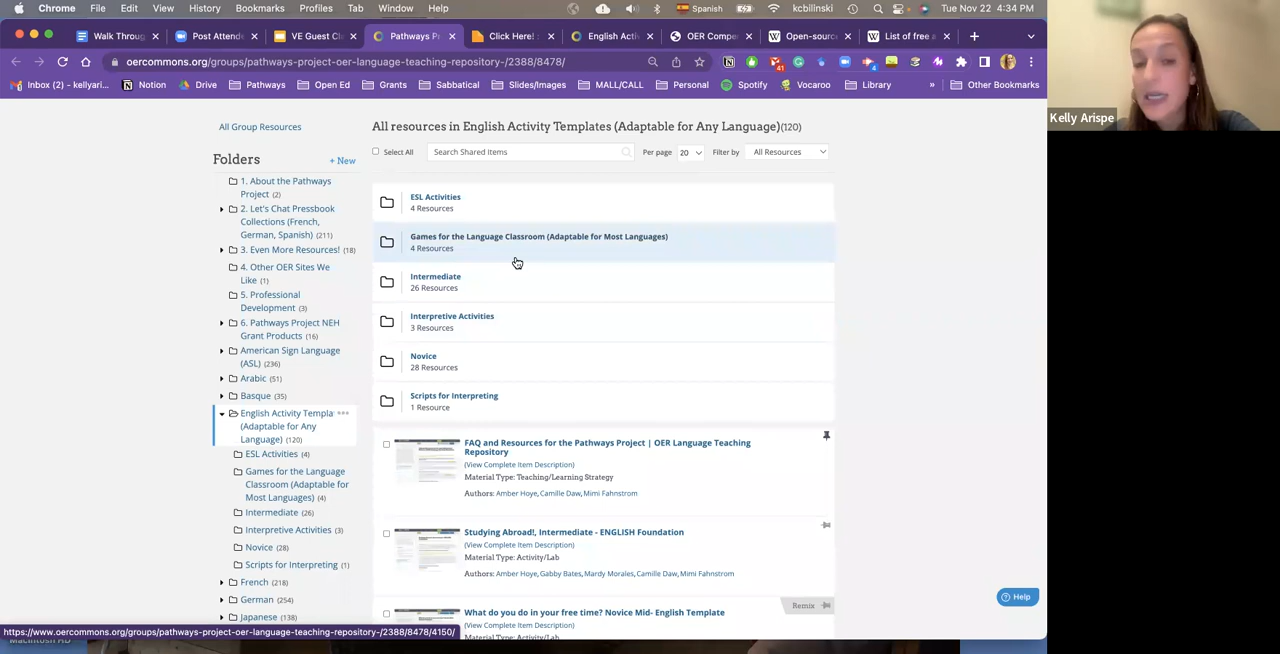 Chrome File Edit View History Bookmarks Profiles Tab Window Help Spanish kcbilinski Tue Nov 22 4:34 PM
Walk Throug Post Attende VE Guest Cl Pathways P Click Here! : English Activ OER Compe Open-source List of free a
oercommons.org/groups/pathways-project-oer-language-teaching-repository-/2388/8478/
Inbox (2) - kellyari... Notion Drive Pathways Open Ed Grants Sabbatical Slides/Images MALL/CALL Personal Spotify Vocaroo Library » Other Bookmarks
Kelly Arispe
All Group Resources
Folders
+ New
1. About the Pathways
Project (2)
2. Let's Chat Pressbook
Collections (French,
German, Spanish) (211)
3. Even More Resources! (18)
4. Other OER Sites We
Like (1)
5. Professional
Development (3)
6. Pathways Project NEH
Grant Products (16)
American Sign Language
(ASL) (236)
Arabic (51)
Basque (35)
English Activity Templa
(Adaptable for Any
Language) (120)
ESL Activities (4)
Games for the Language
Classroom (Adaptable for
Most Languages) (4)
Intermediate (26)
Interpretive Activities (3)
Novice (28)
Scripts for Interpreting (1)
French (218)
German (254)
Japanese (138)
All resources in English Activity Templates (Adaptable for Any Language)(120)
Select All Search Shared Items Per page 20 Filter by All Resources
ESL Activities
4 Resources
Games for the Language Classroom (Adaptable for Most Languages)
4 Resources
Intermediate
26 Resources
Interpretive Activities
3 Resources
Novice
28 Resources
Scripts for Interpreting
1 Resource
FAQ and Resources for the Pathways Project | OER Language Teaching
Repository
(View Complete Item Description)
Material Type: Teaching/Learning Strategy
Authors: Amber Hoye, Camille Daw, Mimi Fahnstrom
Studying Abroad!, Intermediate - ENGLISH Foundation
(View Complete Item Description)
Material Type: Activity/Lab
Authors: Amber Hoye, Gabby Bates, Mardy Morales, Camille Daw, Mimi Fahnstrom
Remix
What do you do in your free time? Novice Mid- English Template
(View Complete Item Description)
Material Type: Activity/Lab
Help
https://www.oercommons.org/groups/pathways-project-oer-language-teaching-repository-/2388/8478/4150/
Macintosh HD